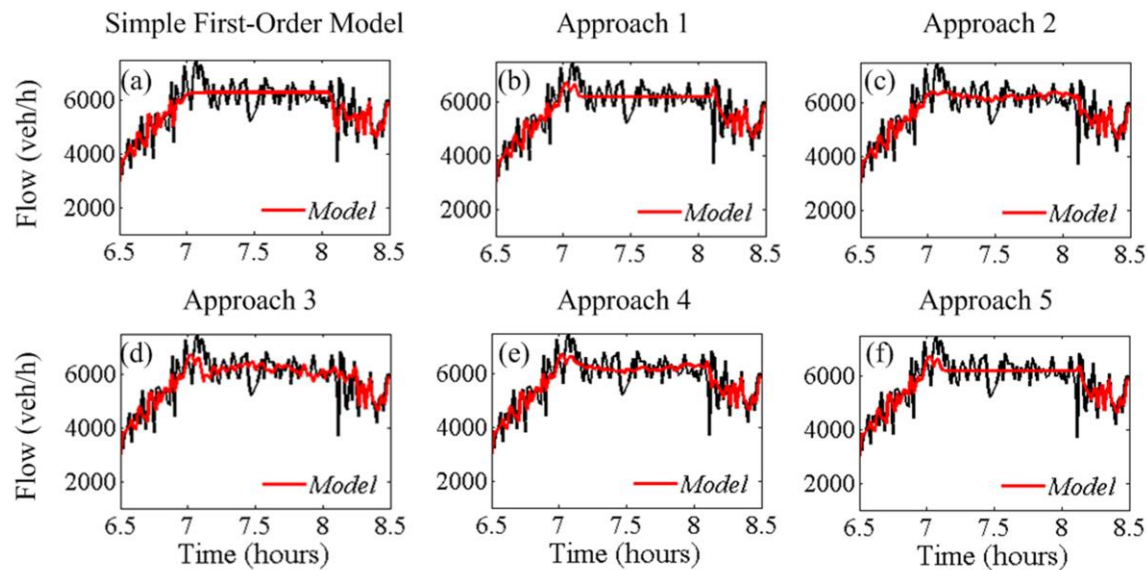 Simple First-Order Model
Approach 1
Approach 2
Flow (veh/h)
(a)
6000
4000
2000
Model
6.5 7 7.5 8 8.5
(b)
6000
4000
2000
Model
6.5 7 7.5 8 8.5
(c)
6000
4000
2000
Model
6.5 7 7.5 8 8.5
Approach 3
Approach 4
Approach 5
Flow (veh/h)
(d)
6000
4000
2000
Model
6.5 7 7.5 8 8.5
Time (hours)
(e)
6000
4000
2000
Model
6.5 7 7.5 8 8.5
Time (hours)
(f)
6000
4000
2000
Model
6.5 7 7.5 8 8.5
Time (hours)